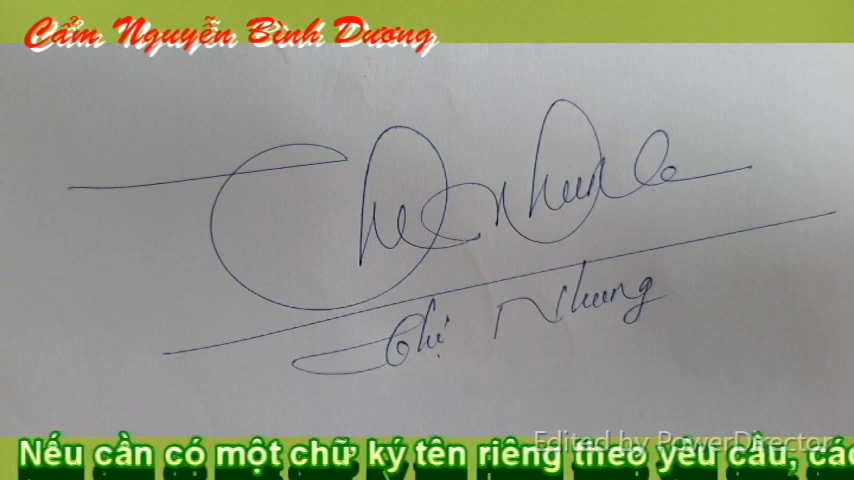 Cẩm Nguyễn Bình Dương
Chị Nhung
Edited by PowerDirector
Nếu cần có một chữ ký tên riêng theo yêu cầu, các